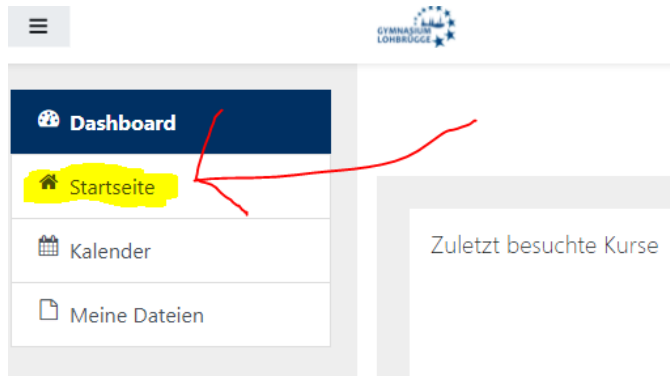 GYMNASIUM
LOHBRÜGGE
Dashboard
Startseite
Kalender
Meine Dateien
Zuletzt besuchte Kurse